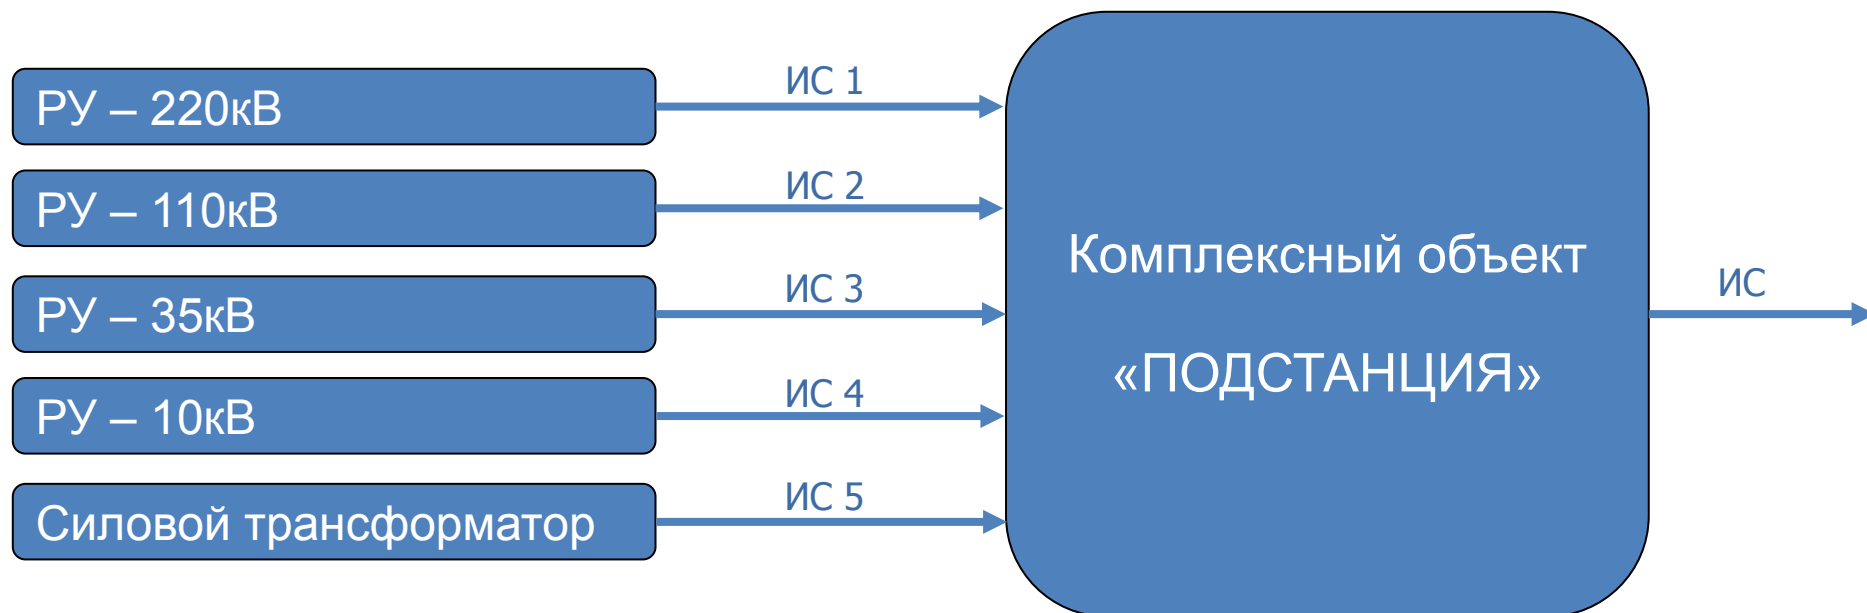 РУ – 220кВ
ИС 1
РУ – 110кВ
ИС 2
РУ – 35кВ
ИС 3
РУ – 10кВ
ИС 4
Силовой трансформатор
ИС 5
Комплексный объект
«ПОДСТАНЦИЯ»
ИС